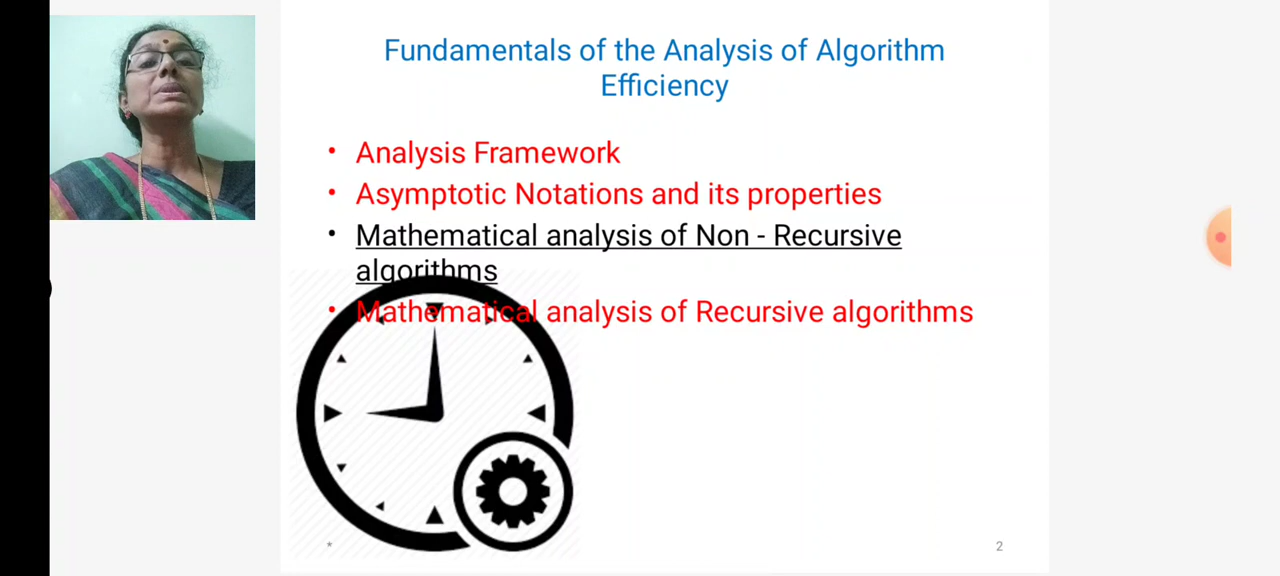 Fundamentals of the Analysis of Algorithm
Efficiency
• Analysis Framework
• Asymptotic Notations and its properties
• Mathematical analysis of Non - Recursive
algorithms
• Mathematical analysis of Recursive algorithms
*
2